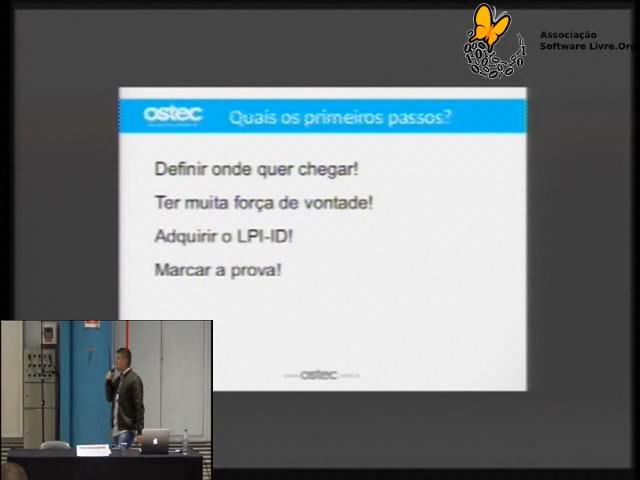 Associação
Software Livre.Org
ostec
Quais os primeiros passos?
Definir onde quer chegar!
Ter muita força de vontade!
Adquirir o LPI-ID!
Marcar a prova!
ostec